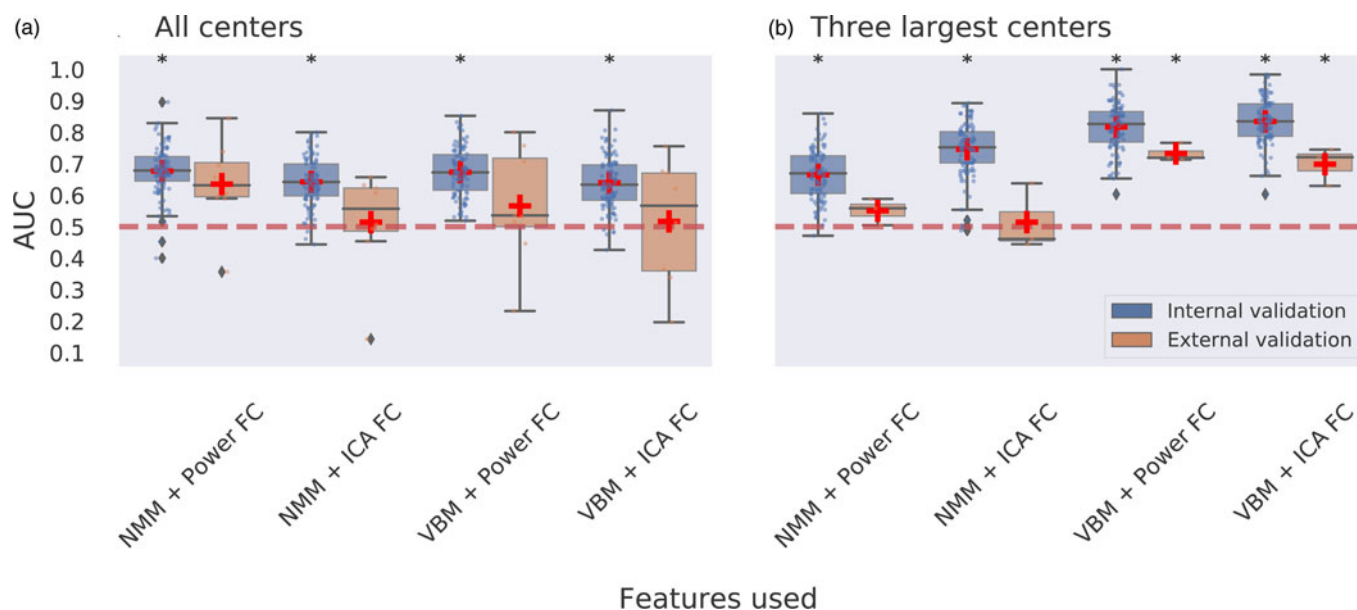 (a) . All centers
(b) Three largest centers
* * * *
* * * * * *
AUC
1.0
0.9
0.8
0.7
0.6
0.5
0.4
0.3
0.2
0.1
Internal validation
External validation
NMM + Power FC
NMM + ICA FC
VBM + Power FC
VBM + ICA FC
NMM + Power FC
NMM + ICA FC
VBM + Power FC
VBM + ICA FC
Features used